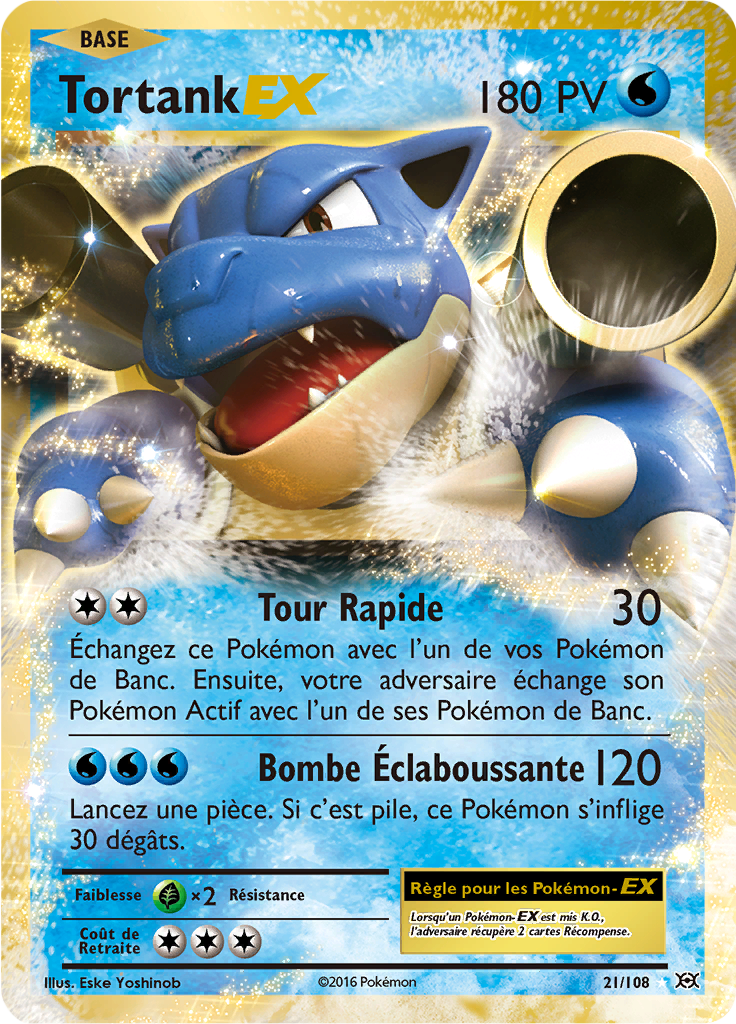 BASE
TortankEX 180 PV
Tour Rapide 30
Échangez ce Pokémon avec l'un de vos Pokémon
de Banc. Ensuite, votre adversaire échange son
Pokémon Actif avec l'un de ses Pokémon de Banc.
Bombe Éclaboussante 120
Lancez une pièce. Si c'est pile, ce Pokémon s'inflige
30 dégâts.
Faiblesse ×2 Résistance
Coût de
Retraite
Règle pour les Pokémon-EX
Lorsqu'un Pokémon-EX est mis K.O.,
l'adversaire récupère 2 cartes Récompense.
Illus. Eske Yoshinob ©2016 Pokémon 21/108